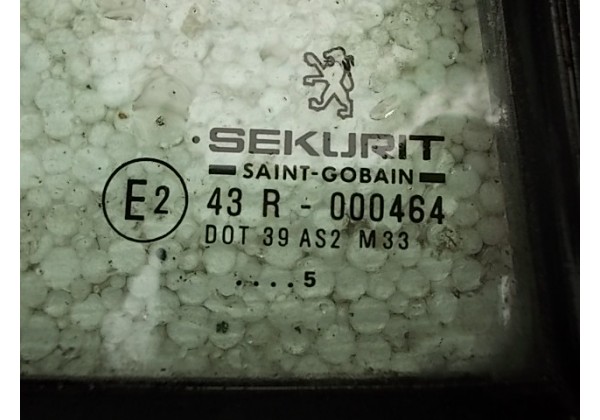 SEKURIT
SAINT-GOBAIN
E2 43 R - 000464
DOT 39 AS2 M33
....5